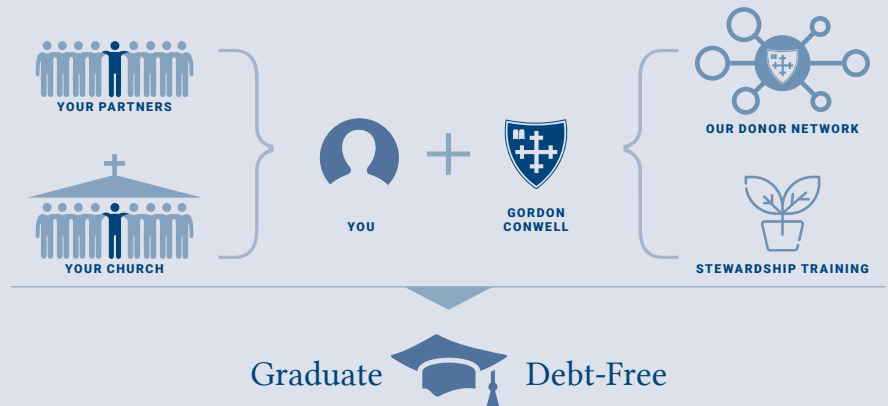 YOUR PARTNERS
YOUR CHURCH
YOU
GORDON
CONWELL
OUR DONOR NETWORK
STEWARDSHIP TRAINING
Graduate Debt-Free